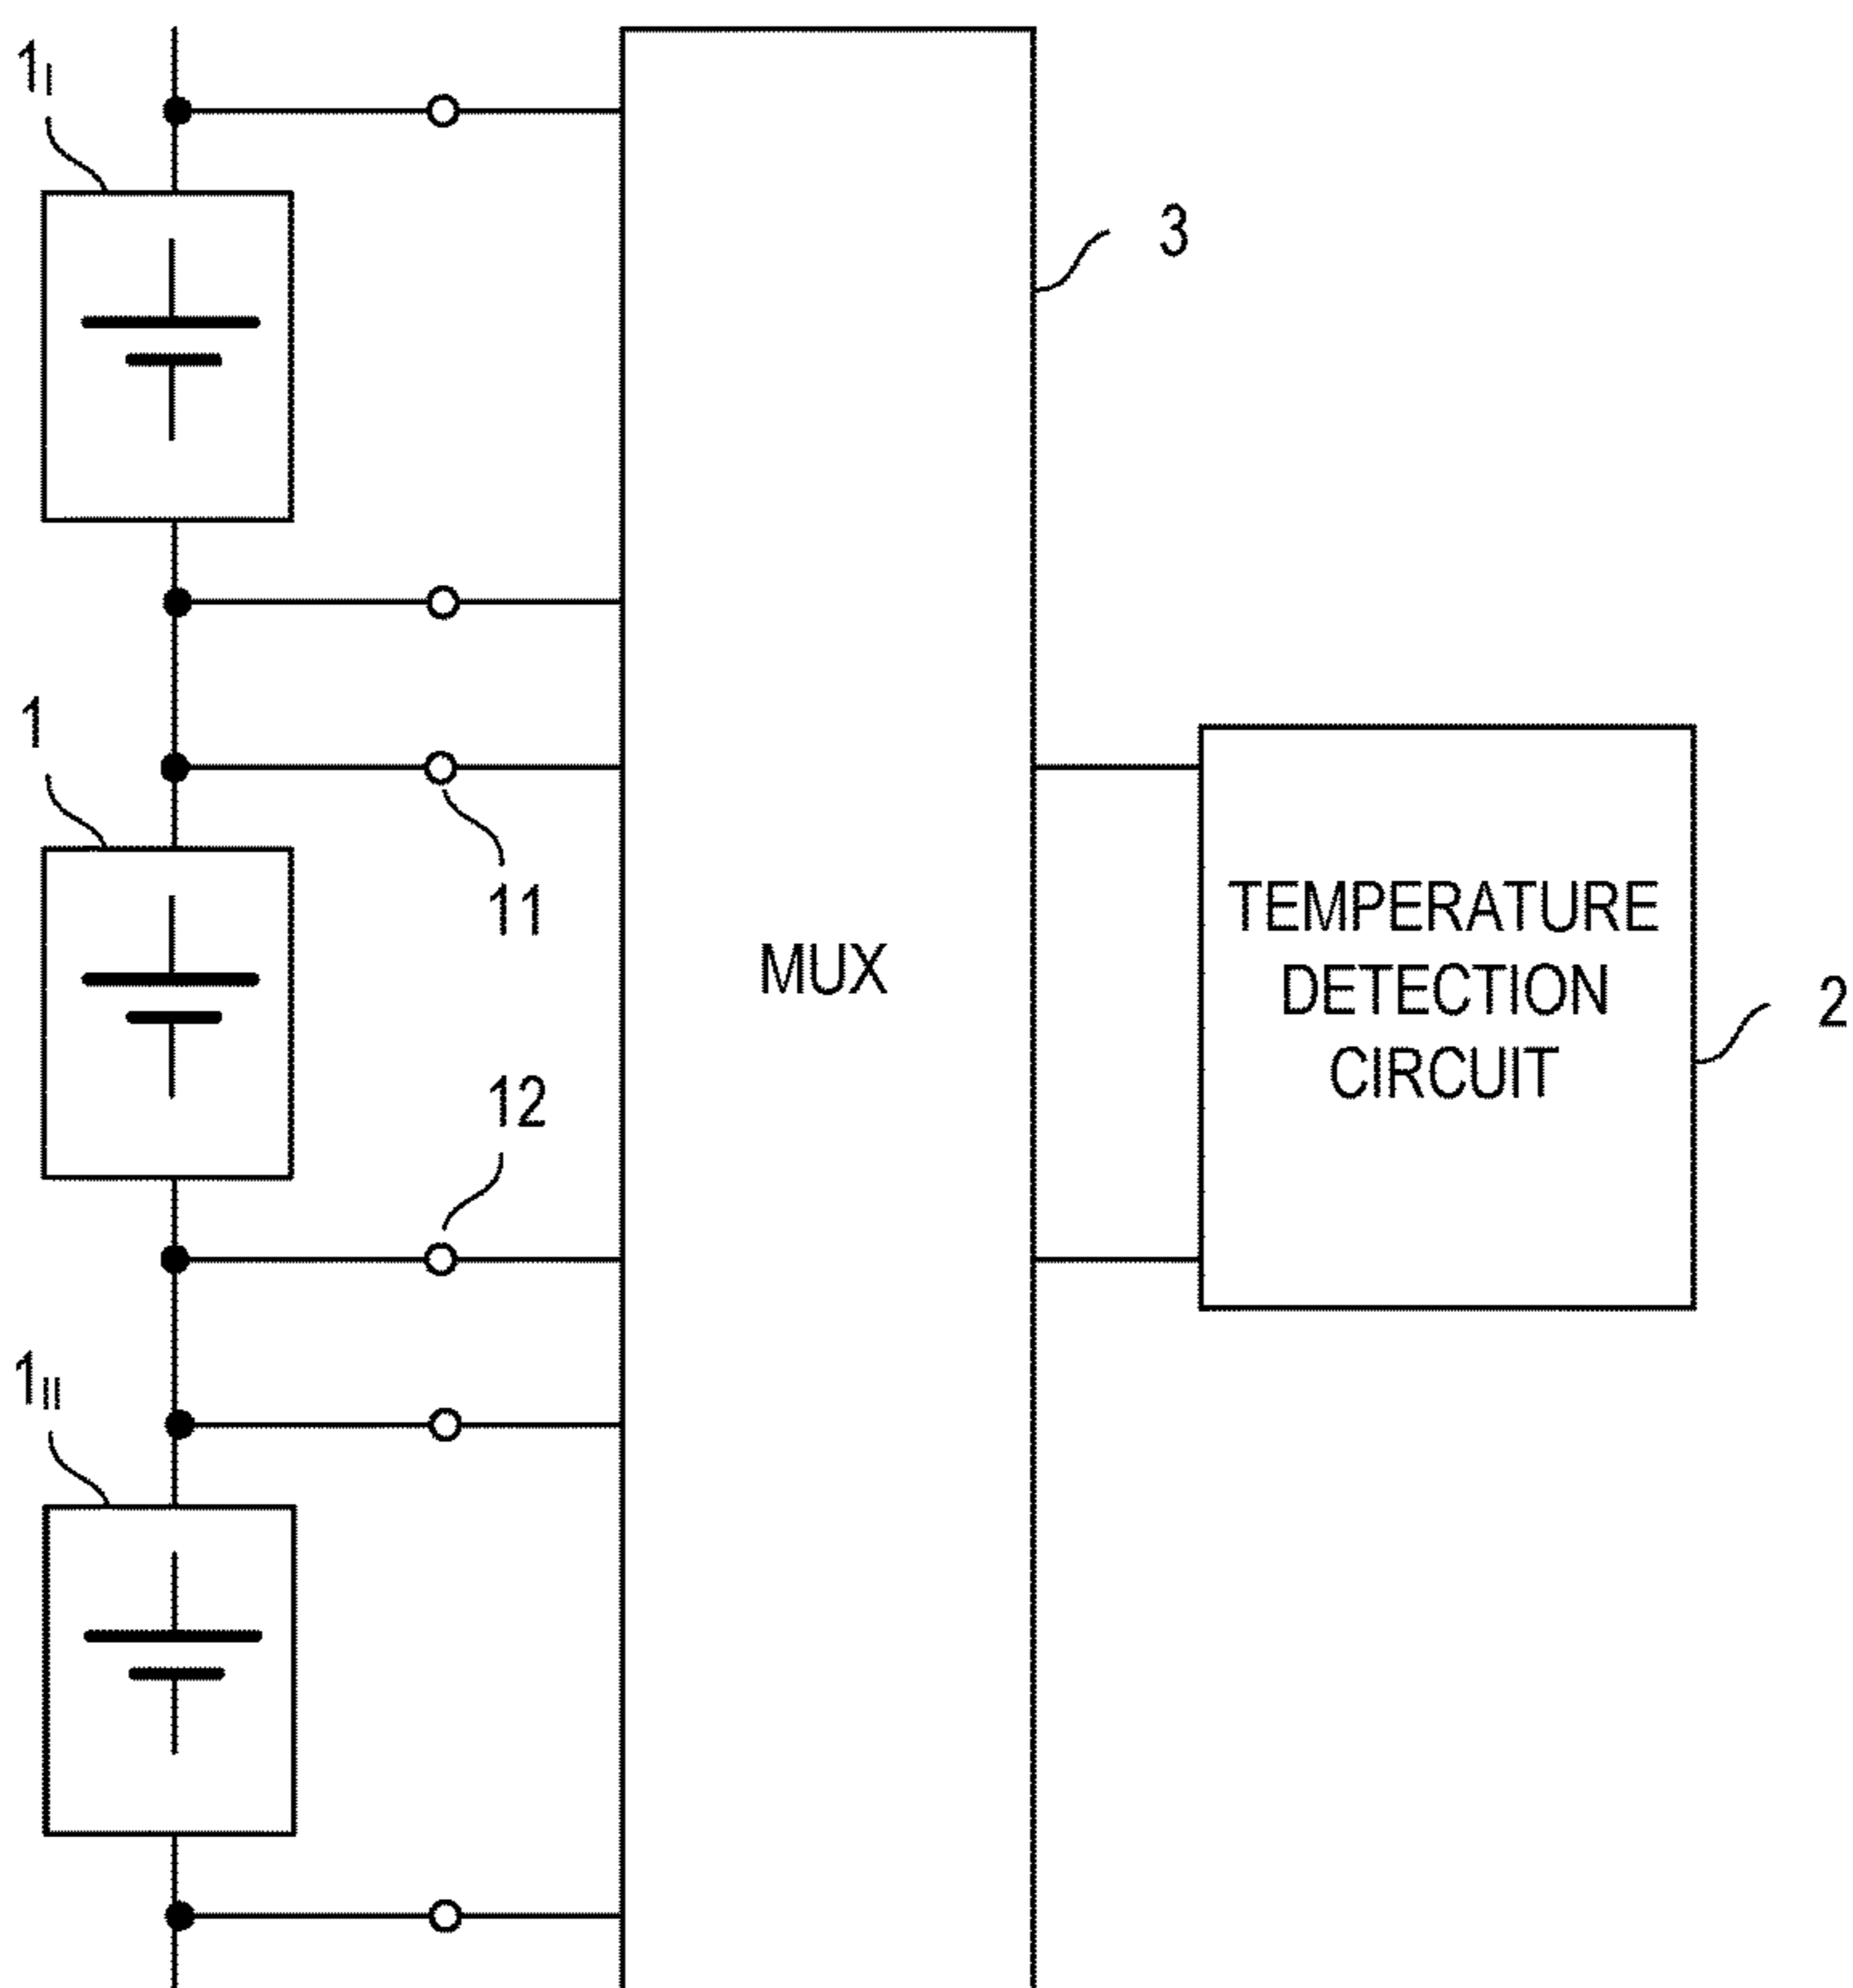 1I
3
1
11
MUX
TEMPERATURE
DETECTION
CIRCUIT
2
12
1II